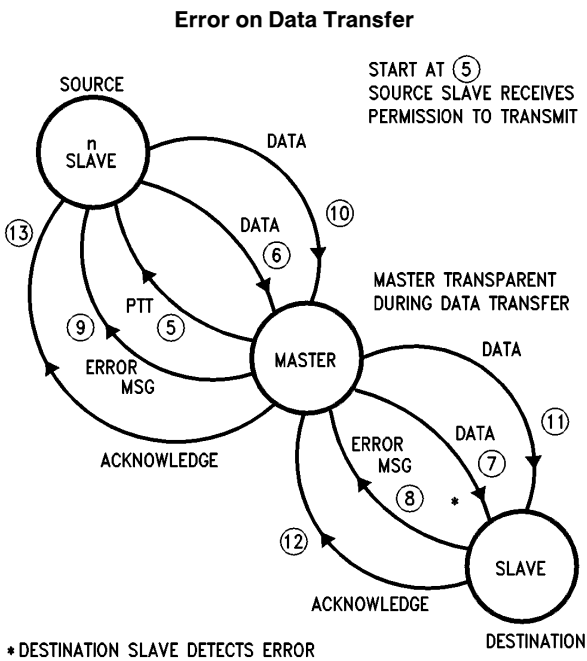 Error on Data Transfer
START AT 5
SOURCE SLAVE RECEIVES
PERMISSION TO TRANSMIT
SOURCE
n
SLAVE
DATA
10
DATA
6
13
PTT
5
9
ERROR
MSG
MASTER TRANSPARENT
DURING DATA TRANSFER
MASTER
DATA
11
ACKNOWLEDGE
ERROR
MSG
DATA
7
8
*
12
SLAVE
ACKNOWLEDGE
DESTINATION
* DESTINATION SLAVE DETECTS ERROR